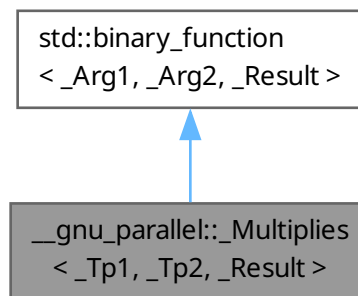 std::binary_function
< _Arg1, _Arg2, _Result >
__gnu_parallel::_Multiplies
< _Tp1, _Tp2, _Result >